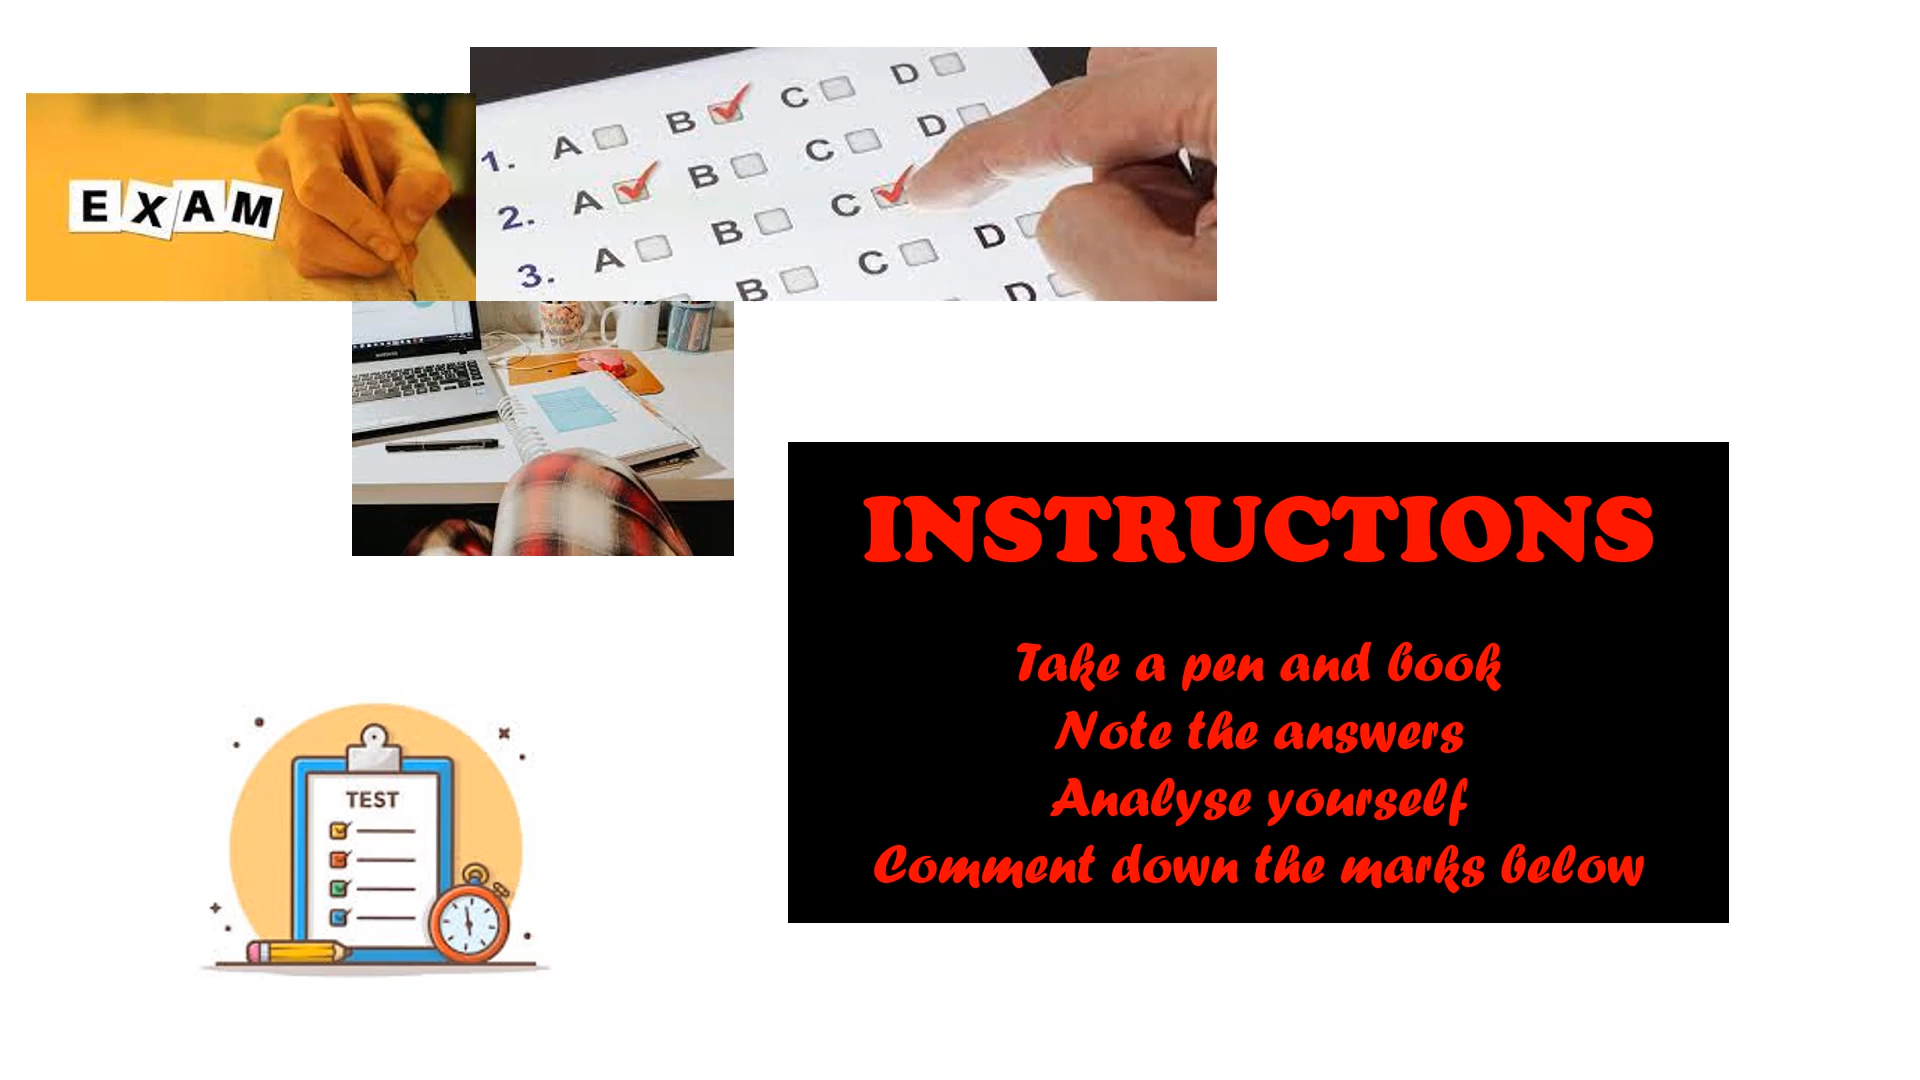 EXAM
1. A B C D
2. A B C D
3. A B C D
B C D
D
INSTRUCTIONS
Take a pen and book
Note the answers
Analyse yourself
Comment down the marks below
TEST